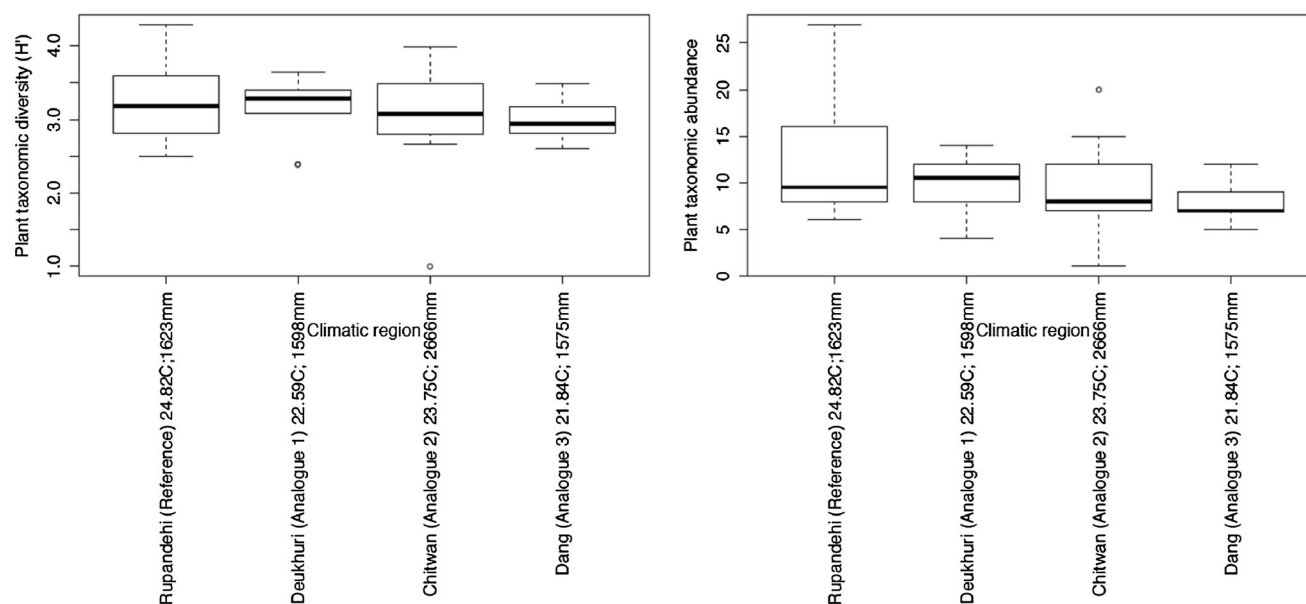 Plant taxonomic diversity (H')
4.0
3.0
2.0
1.0
Rupandehi (Reference) 24.82C;1623mm
Deukhuri (Analogue 1) 22.59C; 1598mm
Chitwan (Analogue 2) 23.75C; 2666mm
Dang (Analogue 3) 21.84C; 1575mm
Climatic region
Plant taxonomic abundance
25
20
15
10
5
0
Rupandehi (Reference) 24.82C;1623mm
Deukhuri (Analogue 1) 22.59C; 1598mm
Chitwan (Analogue 2) 23.75C; 2666mm
Dang (Analogue 3) 21.84C; 1575mm
Climatic region